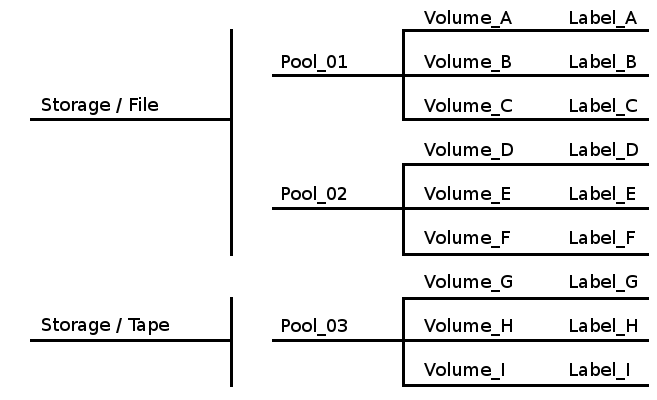 Volume_A Label_A
Pool_01 Volume_B Label_B
Storage / File Volume_C Label_C
Volume_D Label_D
Pool_02 Volume_E Label_E
Volume_F Label_F
Volume_G Label_G
Storage / Tape Pool_03 Volume_H Label_H
Volume_I Label_I